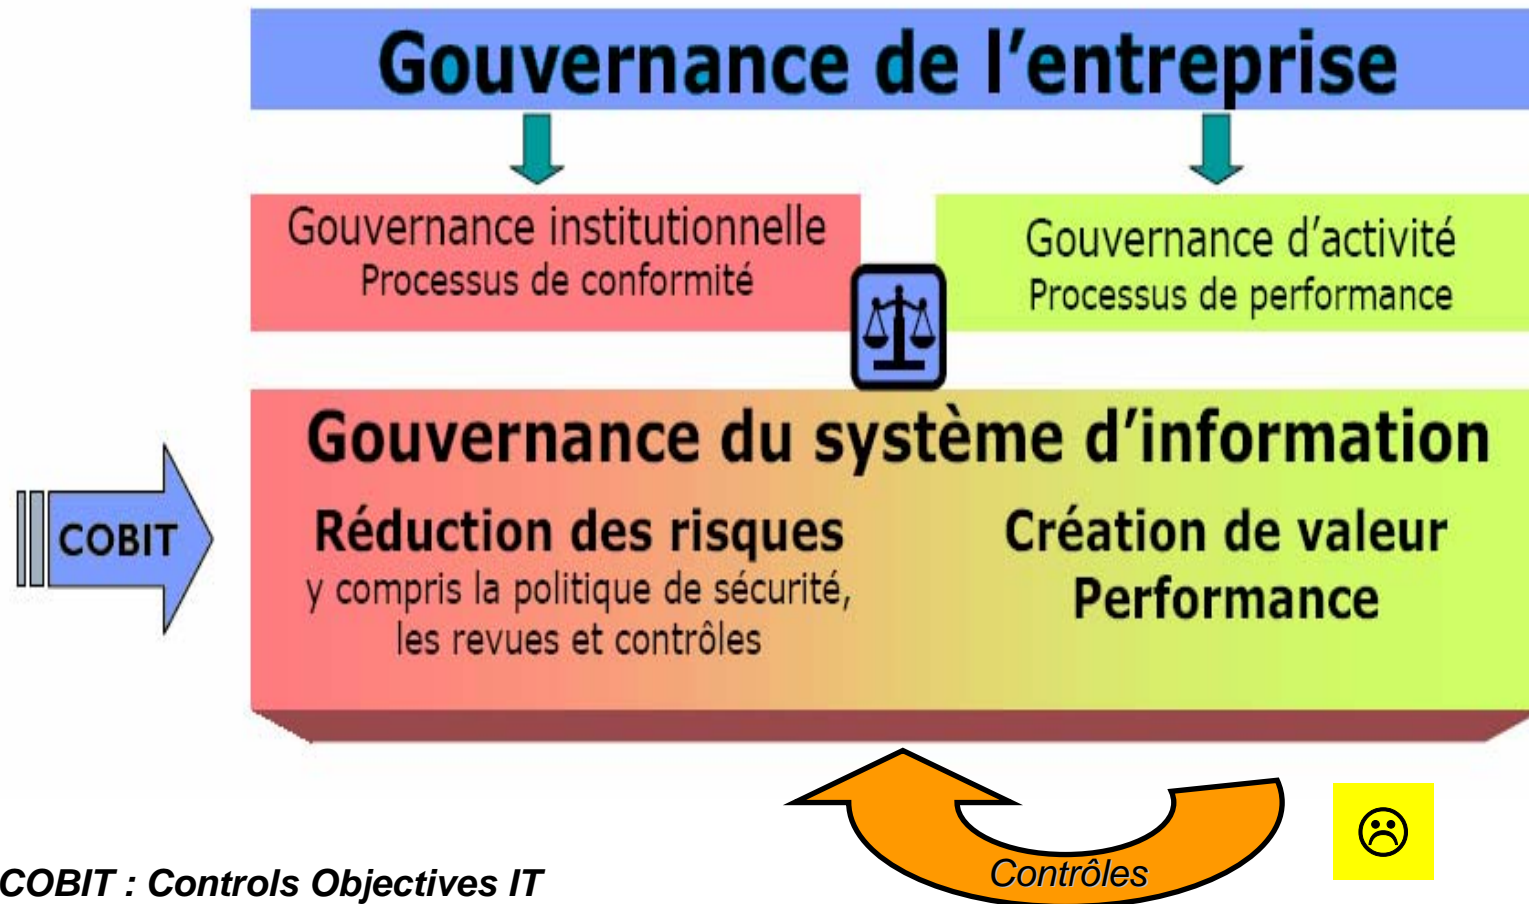 Gouvernance de l’entreprise
Gouvernance institutionnelle
Processus de conformité
Gouvernance d’activité
Processus de performance
Gouvernance du système d’information
COBIT
Réduction des risques
y compris la politique de sécurité,
les revues et contrôles
Création de valeur
Performance
Contrôles
COBIT : Controls Objectives IT